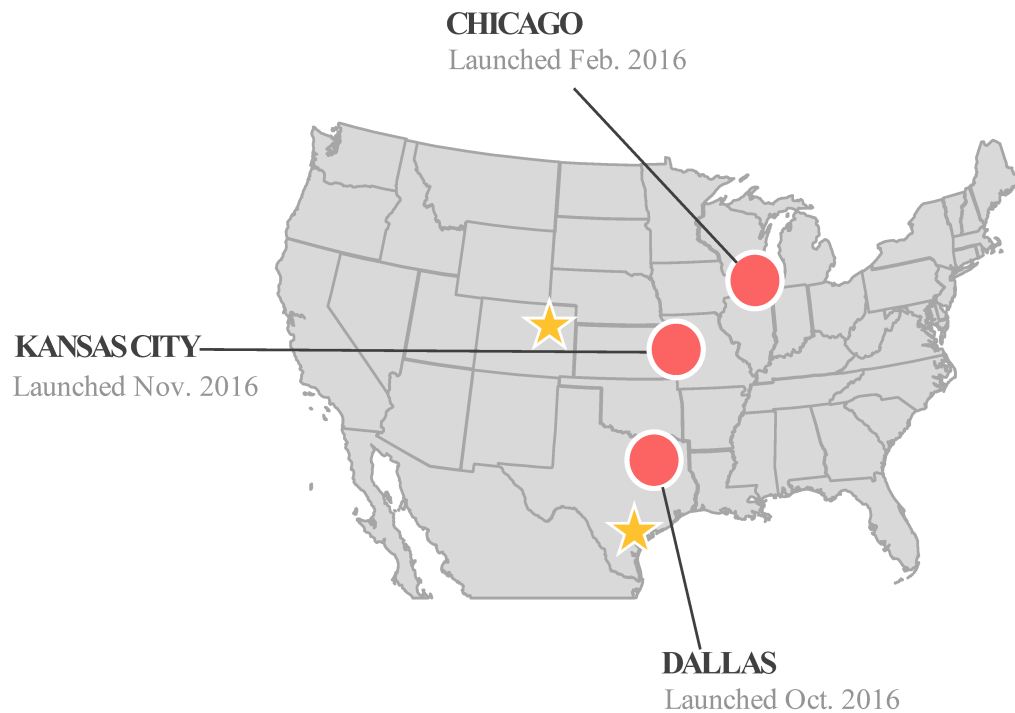 CHICAGO
Launched Feb. 2016
KANSAS CITY
Launched Nov. 2016
DALLAS
Launched Oct. 2016